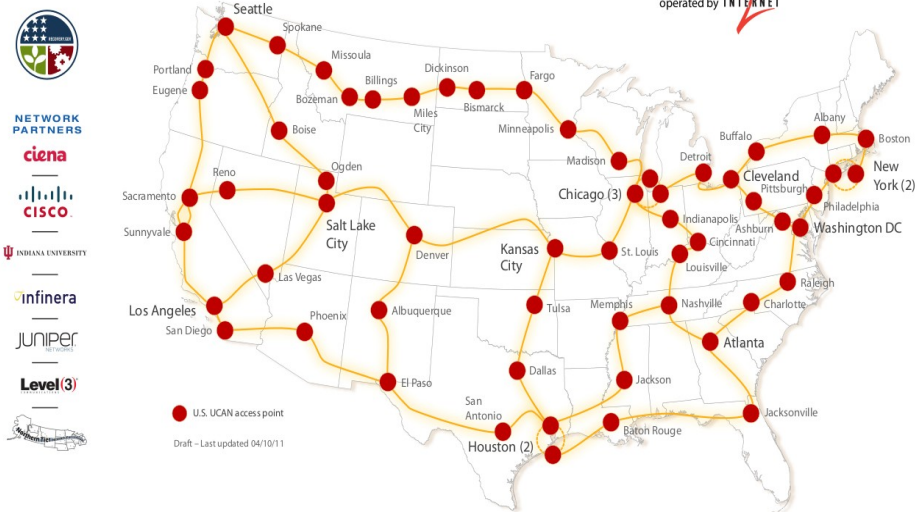 operated by INTERNET
RECOVERY.GOV
NETWORK
PARTNERS
ciena
CISCO
INDIANA UNIVERSITY
infinera
JUNIPER
NETWORKS
Level(3)
NorthernTier
Seattle
Spokane
Portland
Missoula
Eugene
Bozeman
Billings
Miles
City
Dickinson
Bismarck
Fargo
Minneapolis
Boise
Madison
Detroit
Buffalo
Albany
Boston
Ogden
Reno
Sacramento
Chicago (3)
Cleveland
Pittsburgh
New
York (2)
Philadelphia
Sunnyvale
Salt Lake
City
Denver
Kansas
City
St. Louis
Indianapolis
Cincinnati
Louisville
Ashburn
Washington DC
Las Vegas
Los Angeles
San Diego
Phoenix
Albuquerque
Tulsa
Memphis
Nashville
Raleigh
Charlotte
Atlanta
El Paso
Dallas
Jackson
San
Antonio
Houston (2)
Baton Rouge
Jacksonville
U.S. UCAN access point
Draft – Last updated 04/10/11